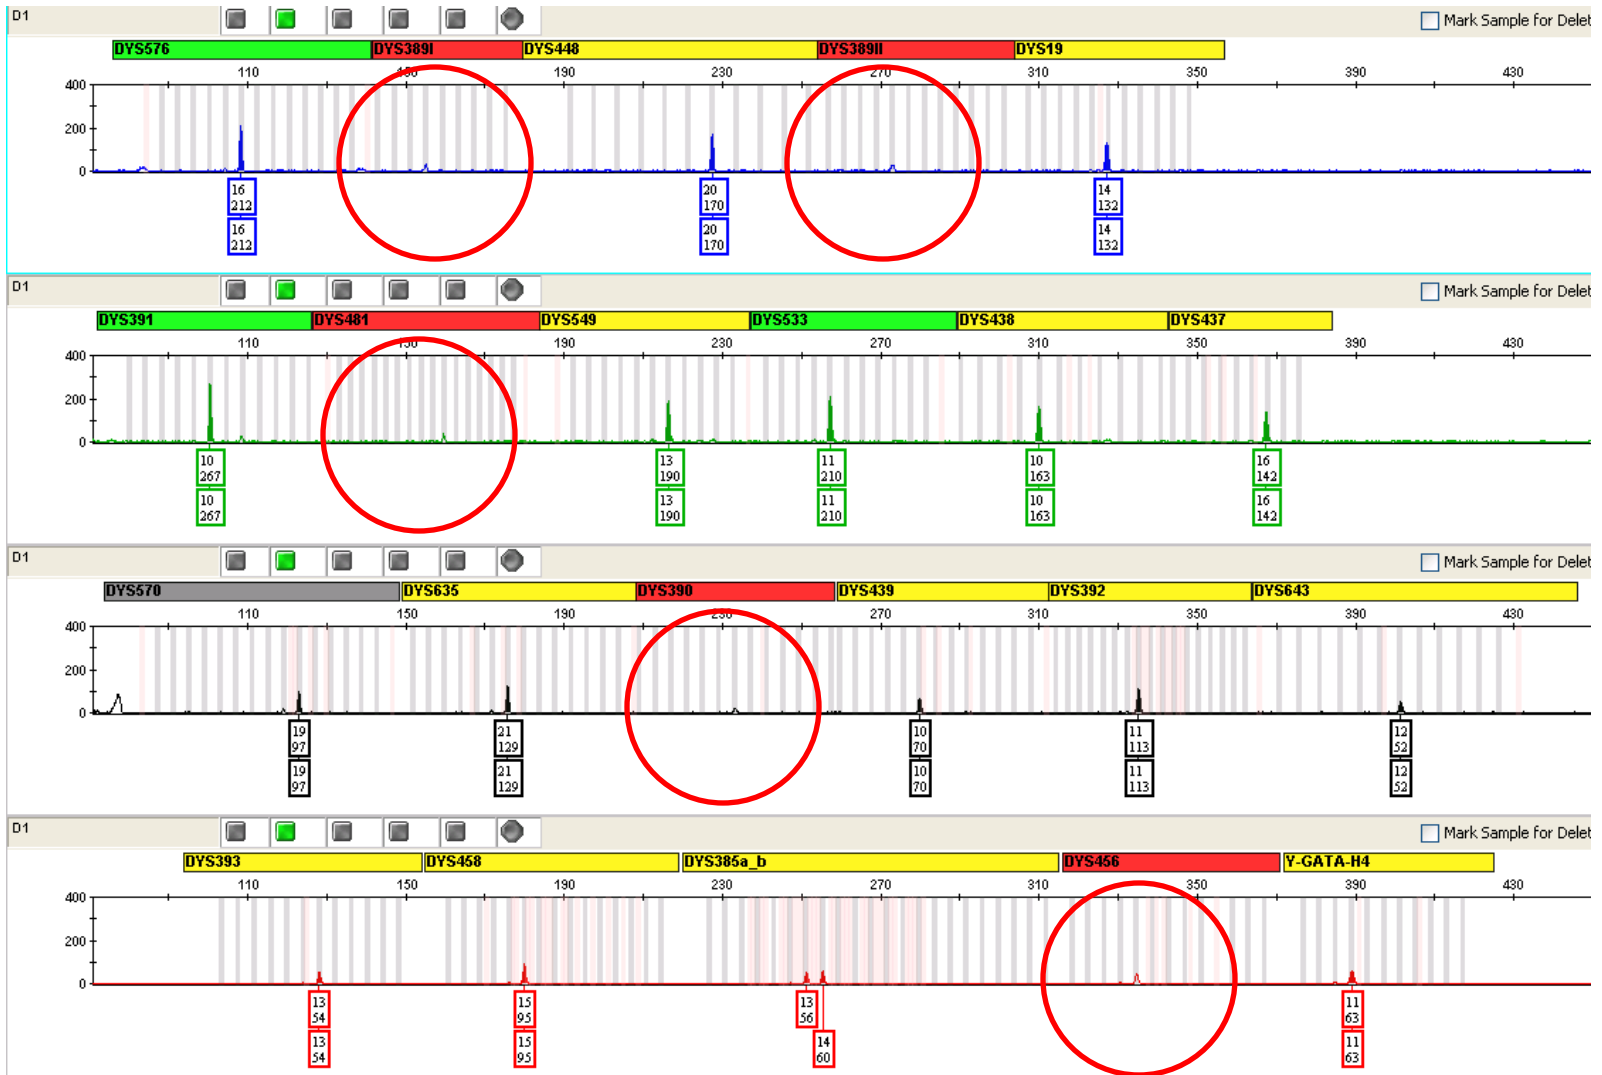 D1 Mark Sample for Delet
DYS576 DYS389I DYS448 DYS389II DYS19
110 150 190 230 270 310 350 390 430
400
200
0
16 20 14
212 170 132
16 20 14
212 170 132
D1 Mark Sample for Delet
DYS391 DYS481 DYS549 DYS533 DYS438 DYS437
110 150 190 230 270 310 350 390 430
400
200
0
10 13 11 10 16
267 190 210 163 142
10 13 11 10 16
267 190 210 163 142
D1 Mark Sample for Delet
DYS570 DYS635 DYS390 DYS439 DYS392 DYS643
110 150 190 230 270 310 350 390 430
400
200
0
19 21 10 11 12
97 129 70 113 52
19 21 10 11 12
97 129 70 113 52
D1 Mark Sample for Delet
DYS393 DYS458 DYS385a_b DYS456 Y-GATA-H4
110 150 190 230 270 310 350 390 430
400
200
0
13 15 13 11
54 95 56 63
13 15 14 11
54 95 60 63